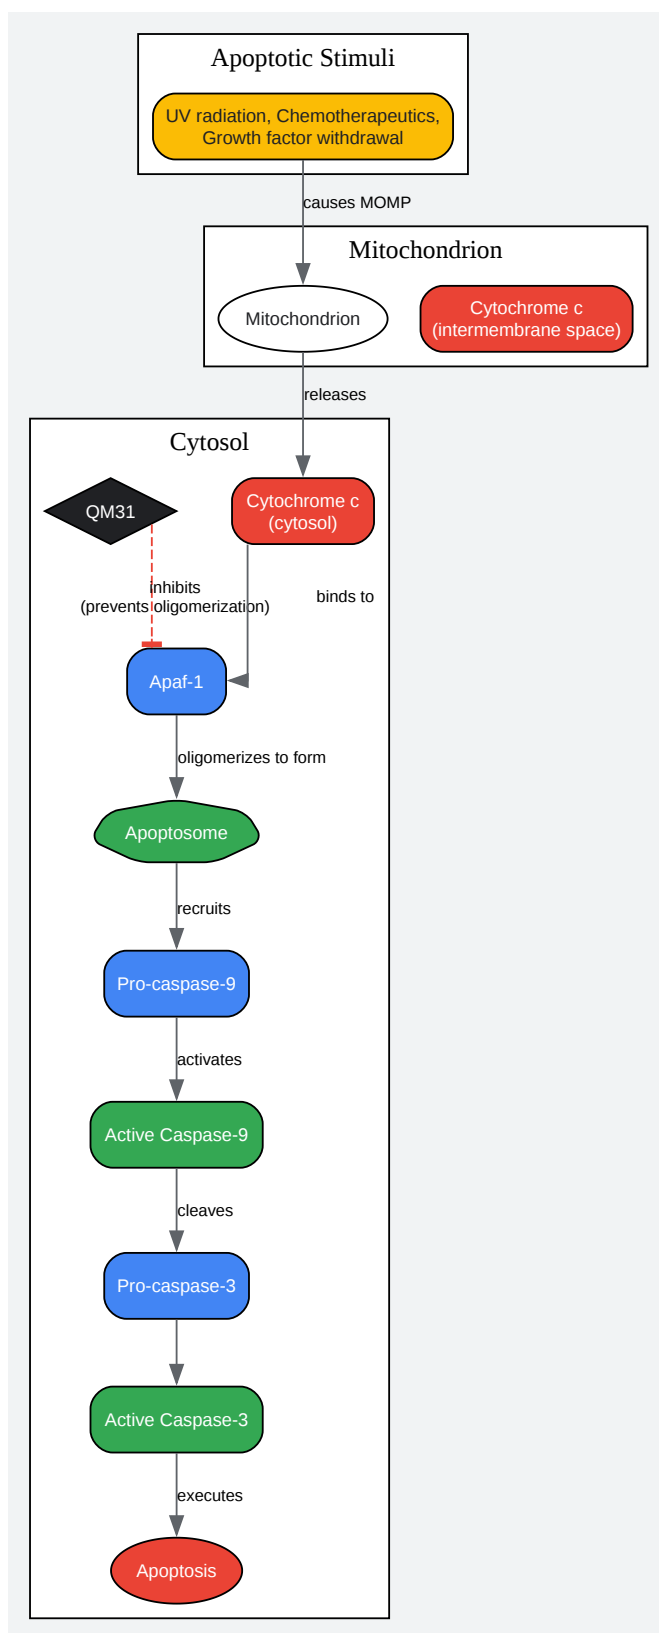 Apoptotic Stimuli
UV radiation, Chemotherapeutics,
Growth factor withdrawal
causes MOMP
Mitochondrion
Mitochondrion
Cytochrome c
(intermembrane space)
releases
Cytosol
QM31
Cytochrome c
(cytosol)
inhibits
(prevents oligomerization)
binds to
Apaf-1
oligomerizes to form
Apoptosome
recruits
Pro-caspase-9
activates
Active Caspase-9
cleaves
Pro-caspase-3
Active Caspase-3
executes
Apoptosis